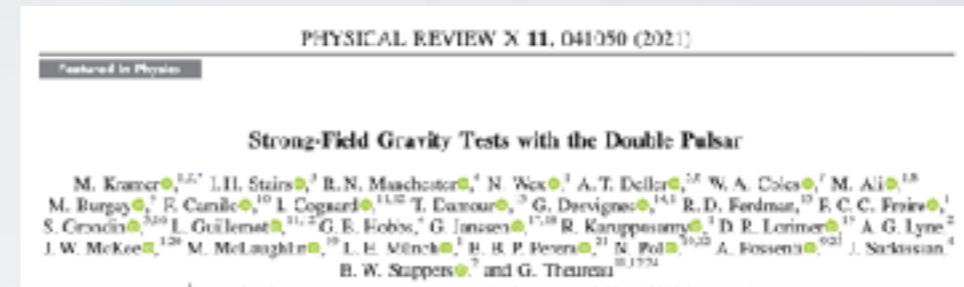 PHYSICAL REVIEW X 11, 041050 (2021)
Featured in Physics
Strong-Field Gravity Tests with the Double Pulsar
M. Kramer, I.H. Stairs, R.N. Manchester, N. Wex, A.T. Deller, W.A. Coles, M. Ali,
M. Burgay, F. Camilo, I. Cognard, T. Damour, G. Desvignes, R.D. Ferdman, P.C.C. Freire,
S. Grondin, L. Guillemot, G.B. Hobbs, G. Janssen, R. Karuppusamy, D.R. Lorimer, A.G. Lyne,
J.W. McKee, M. McLaughlin, L.E. Münch, B.B.P. Perera, N. Pol, A. Possenti, J. Sarkissian,
B.W. Stappers, and G. Theureau